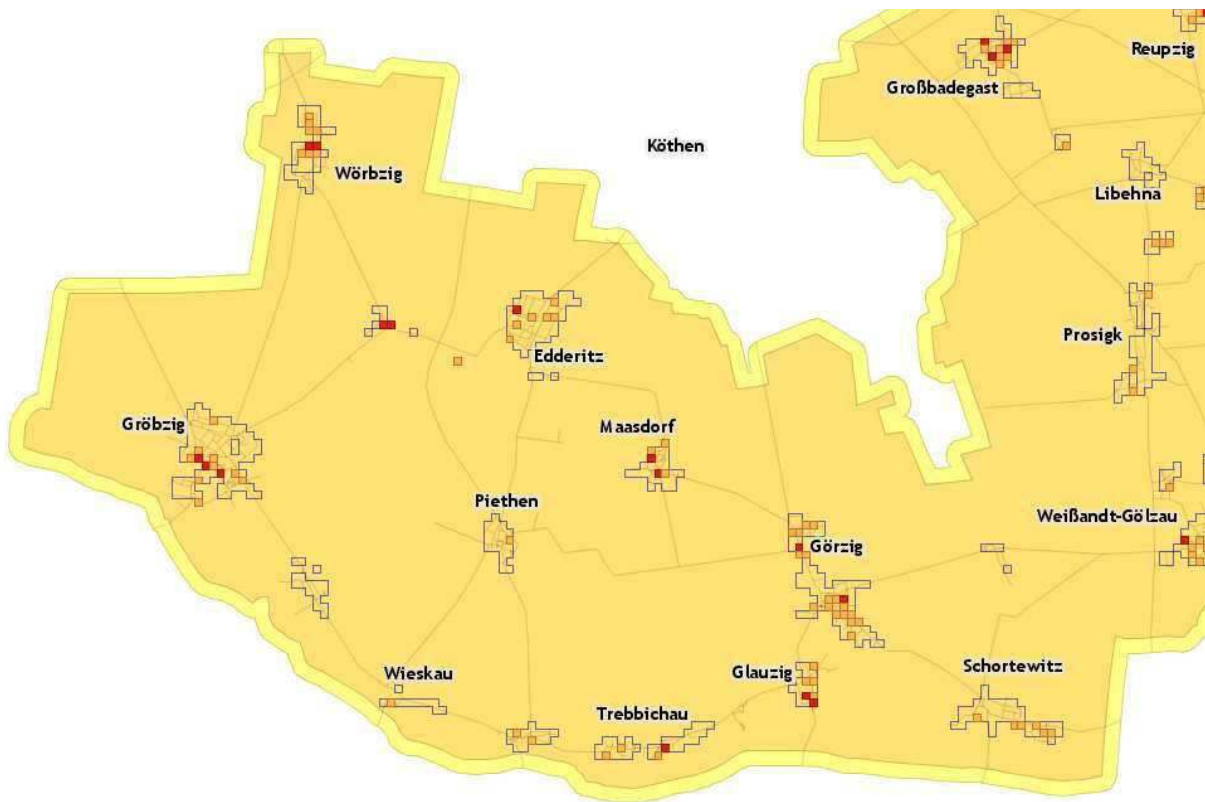 Reupzig
Großbadegast
Köthen
Wörbzig
Libehna
Prosigk
Edderitz
Gröbzig
Maasdorf
Piethen
Weißandt-Gölzau
Görzig
Wieskau
Glauzig
Schortewitz
Trebbichau